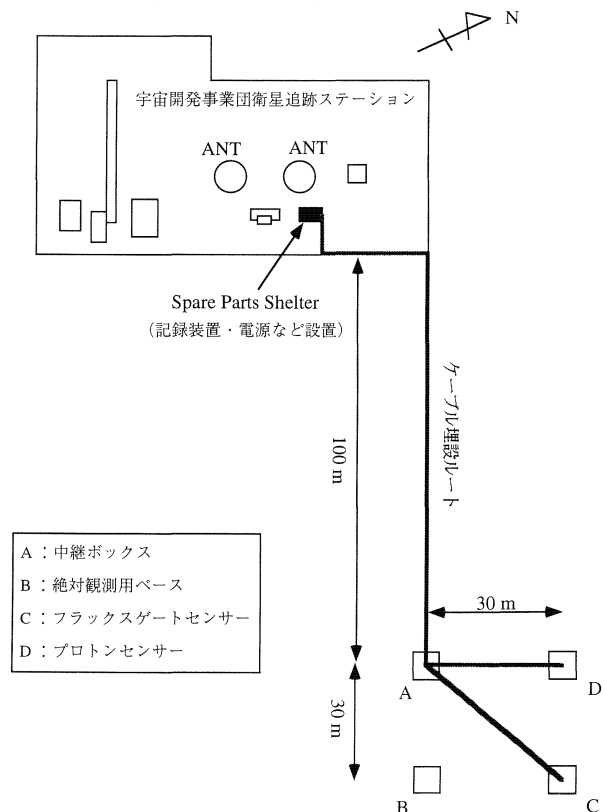 N
宇宙開発事業団衛星追跡ステーション
ANT
ANT
Spare Parts Shelter
（記録装置・電源など設置）
ケーブル埋設ルート
100 m
A：中継ボックス
B：絶対観測用ベース
C：フラックスゲートセンサー
D：プロトンセンサー
30 m
A
D
30 m
B
C